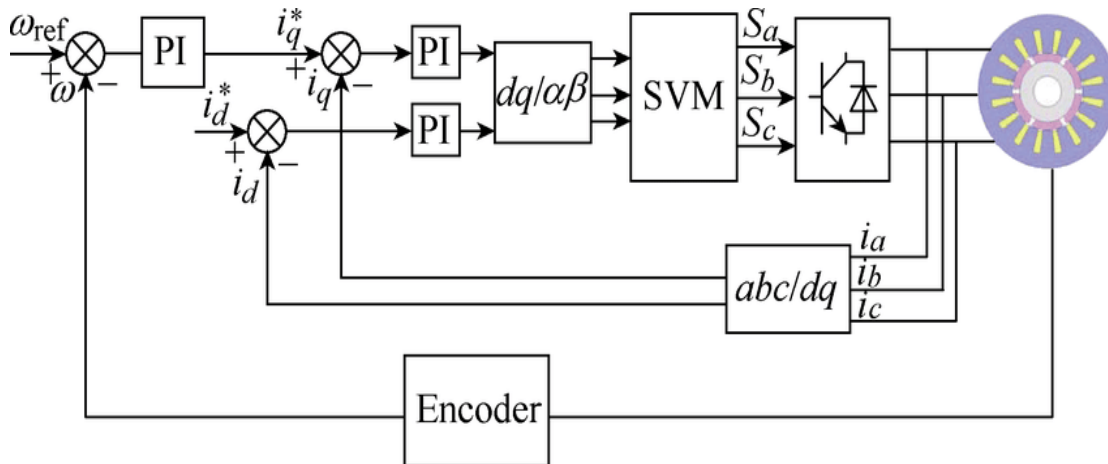 ω_ref
+
ω
−
PI
i_q^*
+
i_q
−
PI
dq/αβ
SVM
S_a
S_b
S_c
i_d^*
+
−
i_d
PI
abc/dq
i_a
i_b
i_c
Encoder